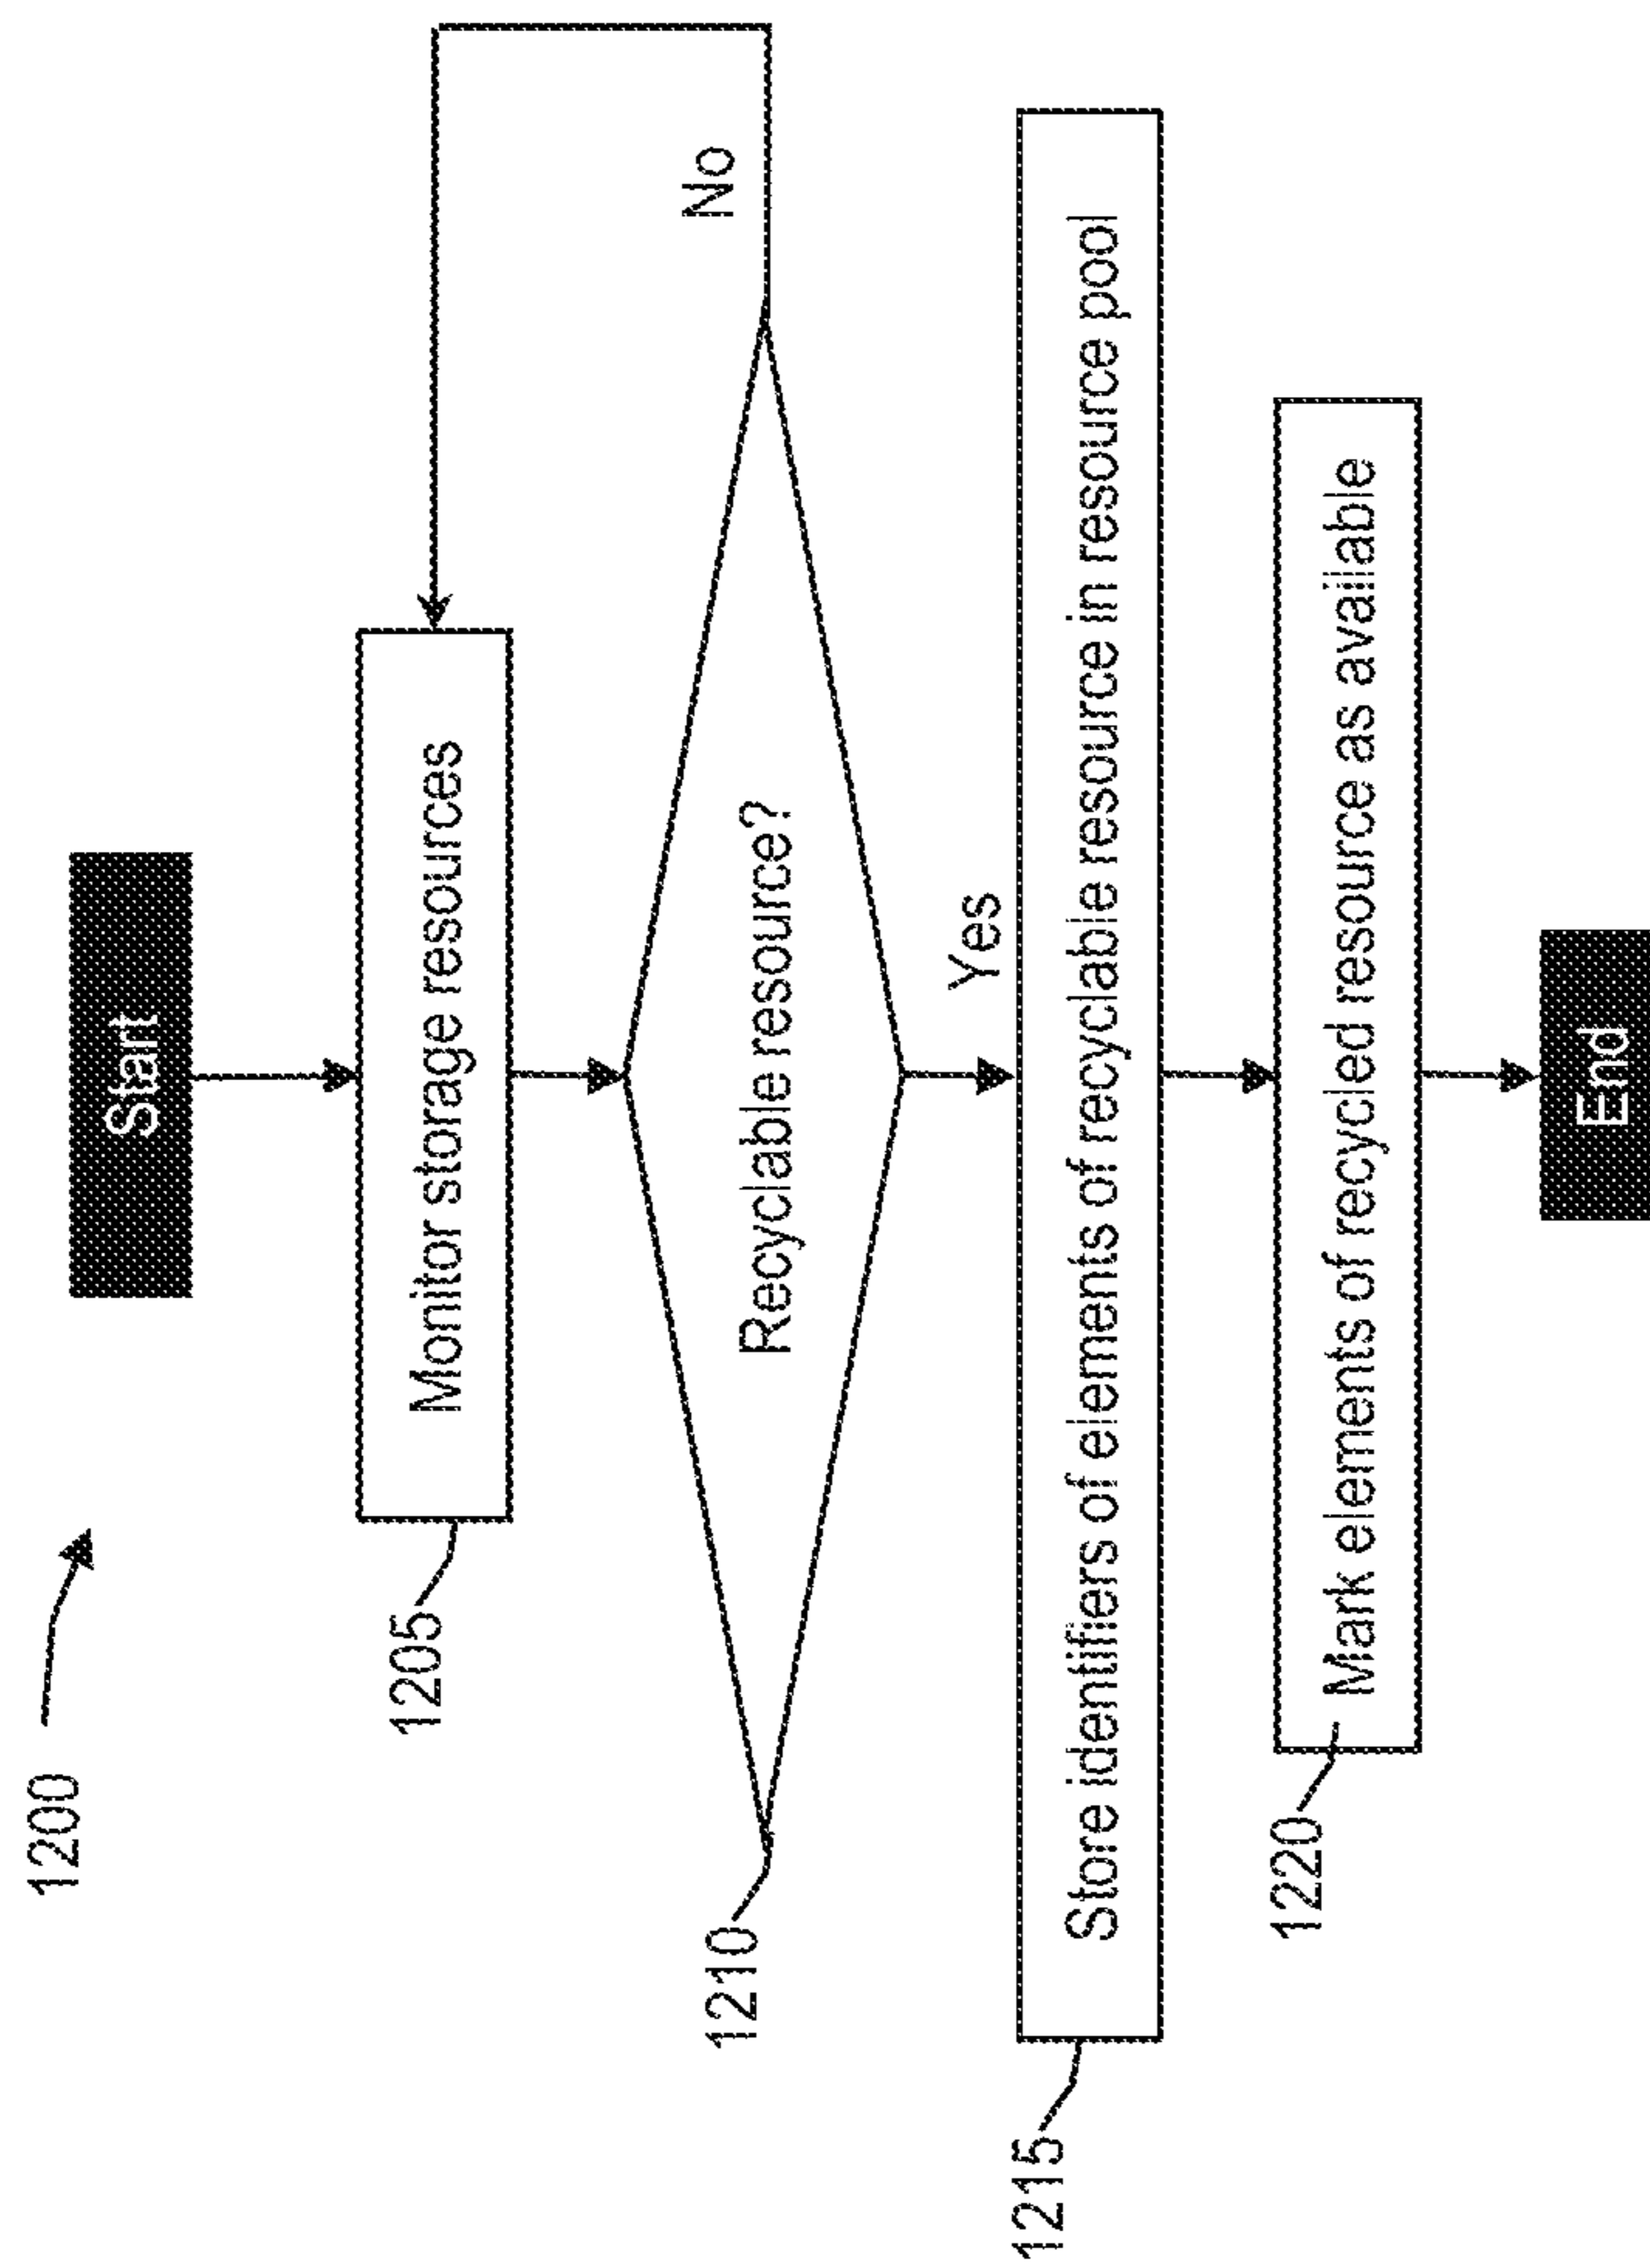 1200
Start
1205
Monitor storage resources
1210
Recyclable resource?
No
Yes
1215
Store identifiers of elements of recyclable resource in resource pool
1220
Mark elements of recycled resource as available
End